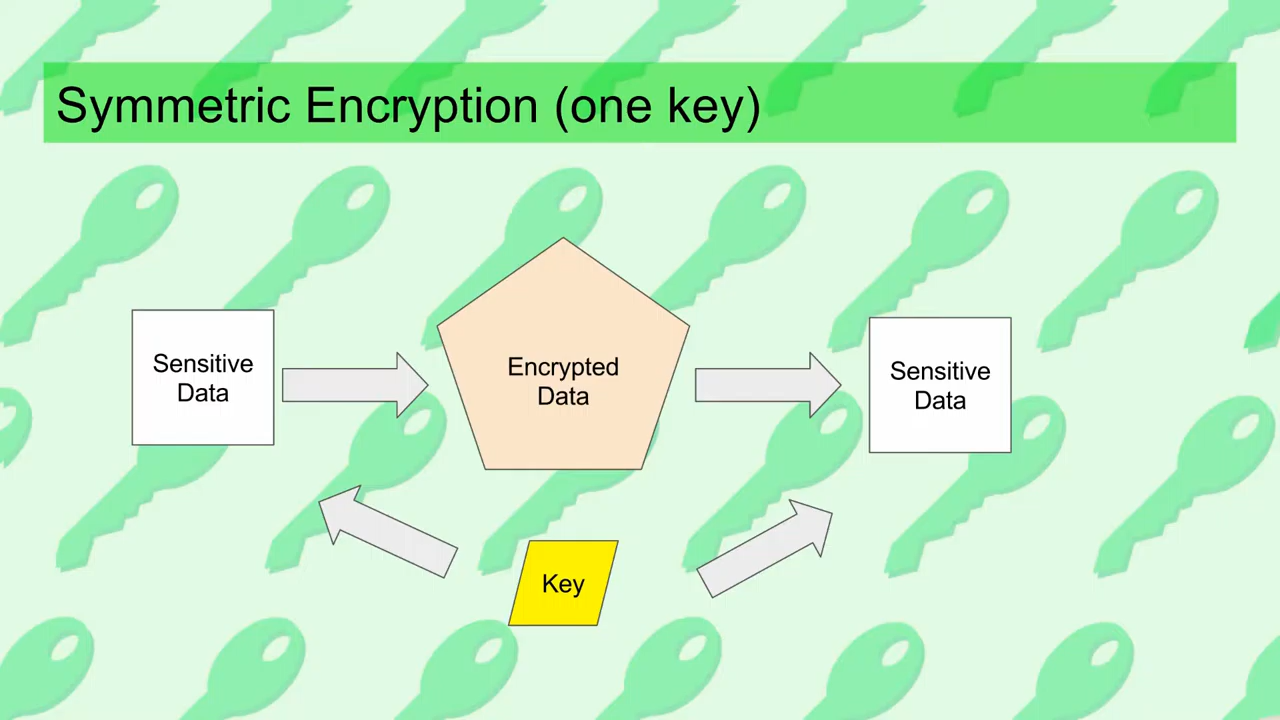 Symmetric Encryption (one key)
Sensitive
Data
Encrypted
Data
Sensitive
Data
Key